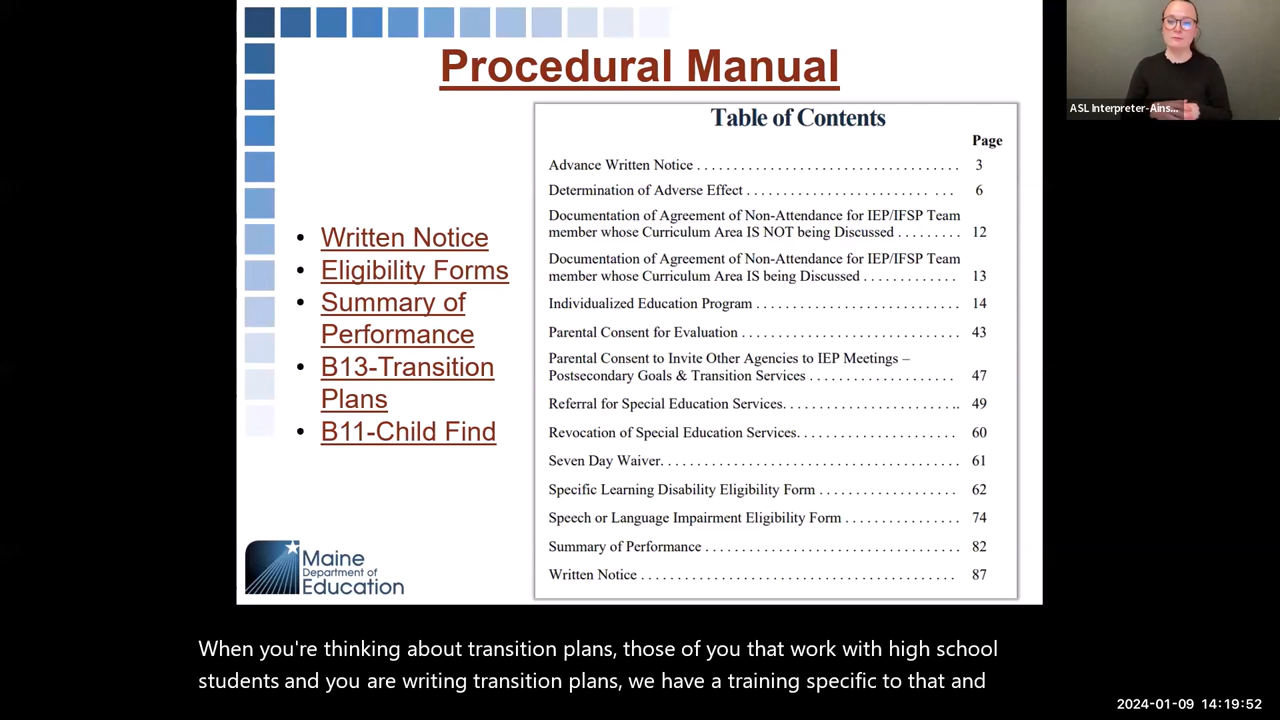 Procedural Manual
• Written Notice
• Eligibility Forms
• Summary of
Performance
• B13-Transition
Plans
• B11-Child Find
Table of Contents
Page
Advance Written Notice . . . . . . . . . . . . . . . . . . . . . . . . . . . . . . . . . . . 3
Determination of Adverse Effect . . . . . . . . . . . . . . . . . . . . . . . . . . . . 6
Documentation of Agreement of Non-Attendance for IEP/IFSP Team
member whose Curriculum Area IS NOT being Discussed . . . . . . . . . 12
Documentation of Agreement of Non-Attendance for IEP/IFSP Team
member whose Curriculum Area IS being Discussed . . . . . . . . . . . . . 13
Individualized Education Program . . . . . . . . . . . . . . . . . . . . . . . . . . . 14
Parental Consent for Evaluation . . . . . . . . . . . . . . . . . . . . . . . . . . . . . 43
Parental Consent to Invite Other Agencies to IEP Meetings –
Postsecondary Goals & Transition Services . . . . . . . . . . . . . . . . . . . . 47
Referral for Special Education Services. . . . . . . . . . . . . . . . . . . . . . . .. 49
Revocation of Special Education Services. . . . . . . . . . . . . . . . . . . . . . 60
Seven Day Waiver. . . . . . . . . . . . . . . . . . . . . . . . . . . . . . . . . . . . . . . . 61
Specific Learning Disability Eligibility Form . . . . . . . . . . . . . . . . . . . 62
Speech or Language Impairment Eligibility Form . . . . . . . . . . . . . . . . 74
Summary of Performance . . . . . . . . . . . . . . . . . . . . . . . . . . . . . . . . . . 82
Written Notice . . . . . . . . . . . . . . . . . . . . . . . . . . . . . . . . . . . . . . . . . . 87
Maine
Department of
Education
ASL Interpreter-Ains...
When you're thinking about transition plans, those of you that work with high school
students and you are writing transition plans, we have a training specific to that and
2024-01-09 14:19:52